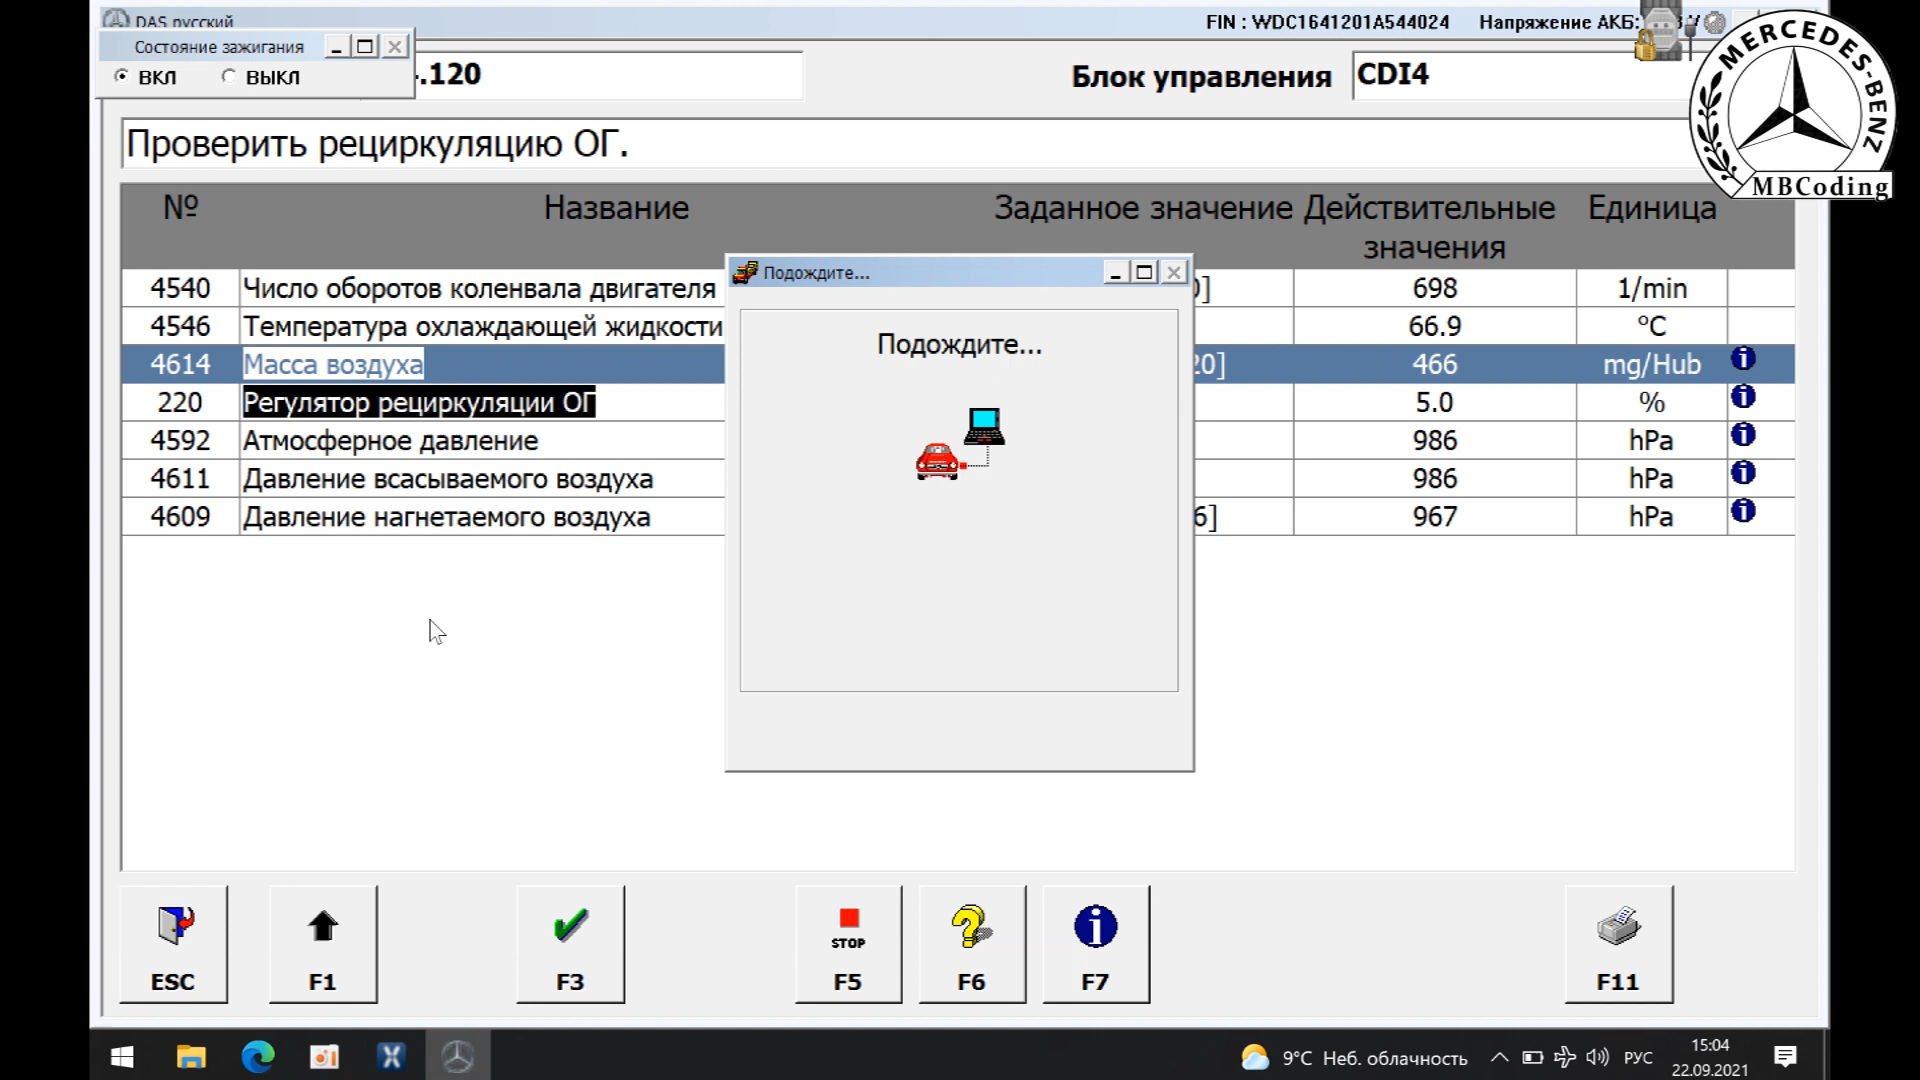 DAS русский
FIN : WDC1641201A544024
Напряжение АКБ:
Состояние зажигания
ВКЛ
ВЫКЛ
.120
Блок управления
CDI4
MERCEDES-BENZ
MBCoding
Проверить рециркуляцию ОГ.
№ Название Заданное значение Действительные значения Единица
4540 Число оборотов коленвала двигателя 0] 698 1/min
4546 Температура охлаждающей жидкости 66.9 °C
4614 Масса воздуха 20] 466 mg/Hub
220 Регулятор рециркуляции ОГ 5.0 %
4592 Атмосферное давление 986 hPa
4611 Давление всасываемого воздуха 986 hPa
4609 Давление нагнетаемого воздуха 6] 967 hPa
Подождите...
Подождите...
STOP
ESC F1 F3 F5 F6 F7 F11
9°C Неб. облачность
РУС
15:04
22.09.2021